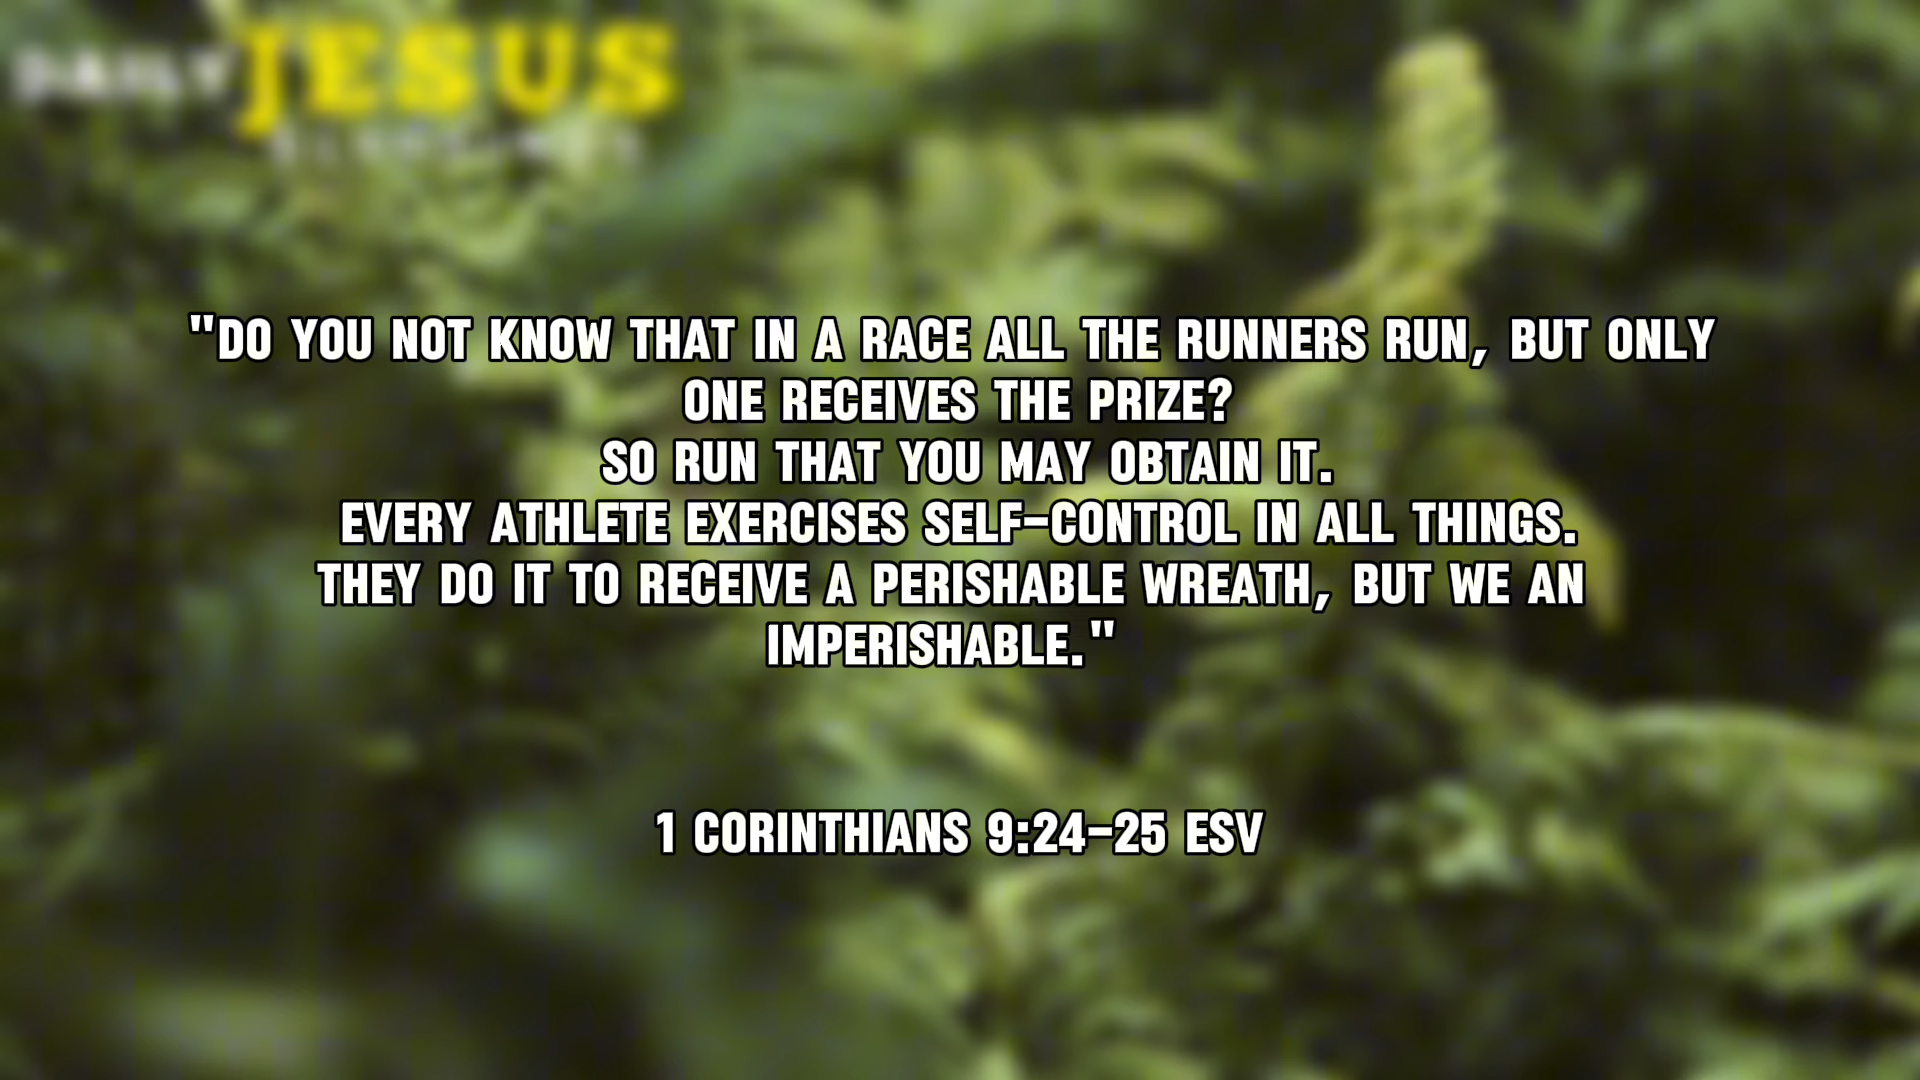 DAILY JESUS
"DO YOU NOT KNOW THAT IN A RACE ALL THE RUNNERS RUN, BUT ONLY
ONE RECEIVES THE PRIZE?
SO RUN THAT YOU MAY OBTAIN IT.
EVERY ATHLETE EXERCISES SELF-CONTROL IN ALL THINGS.
THEY DO IT TO RECEIVE A PERISHABLE WREATH, BUT WE AN
IMPERISHABLE."
1 CORINTHIANS 9:24-25 ESV